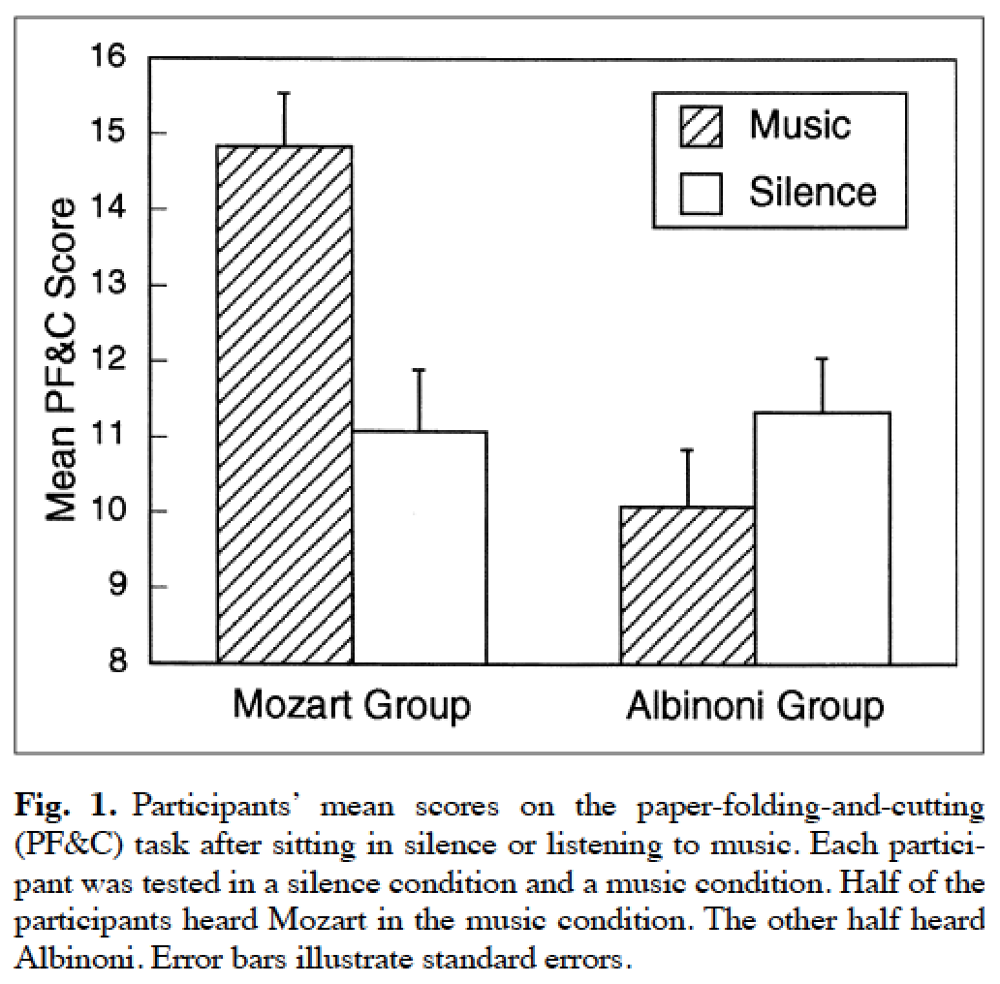 16
15
14
13
12
11
10
9
8
Mean PF&C Score
Music
Silence
Mozart Group
Albinoni Group
Fig. 1. Participants' mean scores on the paper-folding-and-cutting
(PF&C) task after sitting in silence or listening to music. Each partici-
pant was tested in a silence condition and a music condition. Half of the
participants heard Mozart in the music condition. The other half heard
Albinoni. Error bars illustrate standard errors.